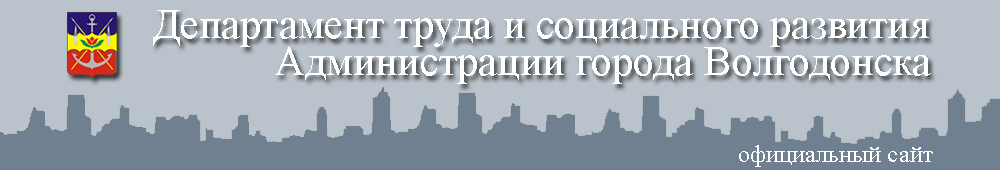 Департамент труда и социального развития
Администрации города Волгодонска
официальный сайт